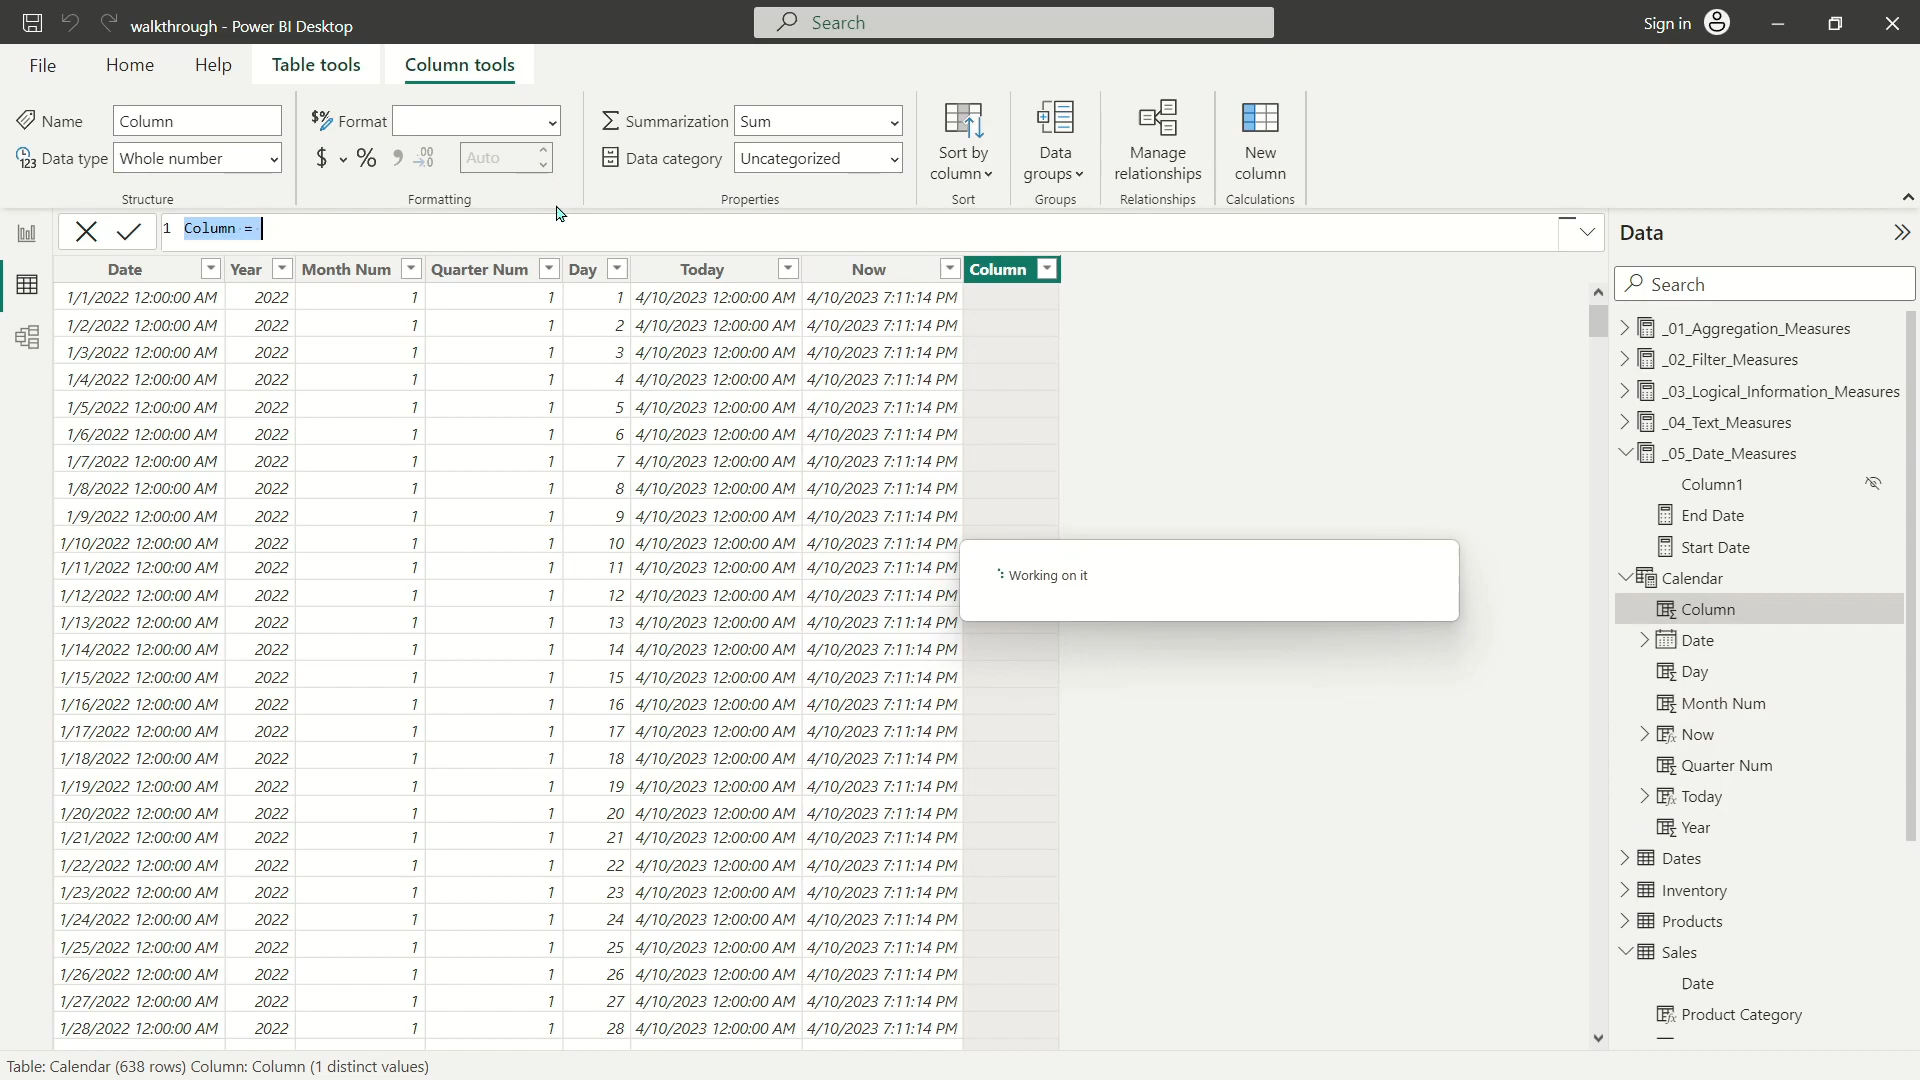 walkthrough - Power BI Desktop
Search
Sign in
File
Home
Help
Table tools
Column tools
Name
Column
Data type
Whole number
Structure
Format
$ % , .00
Auto
Formatting
Summarization
Sum
Data category
Uncategorized
Properties
Sort by
column
Sort
Data
groups
Groups
Manage
relationships
Relationships
New
column
Calculations
1 Column =
Date Year Month Num Quarter Num Day Today Now Column
1/1/2022 12:00:00 AM 2022 1 1 1 4/10/2023 12:00:00 AM 4/10/2023 7:11:14 PM
1/2/2022 12:00:00 AM 2022 1 1 2 4/10/2023 12:00:00 AM 4/10/2023 7:11:14 PM
1/3/2022 12:00:00 AM 2022 1 1 3 4/10/2023 12:00:00 AM 4/10/2023 7:11:14 PM
1/4/2022 12:00:00 AM 2022 1 1 4 4/10/2023 12:00:00 AM 4/10/2023 7:11:14 PM
1/5/2022 12:00:00 AM 2022 1 1 5 4/10/2023 12:00:00 AM 4/10/2023 7:11:14 PM
1/6/2022 12:00:00 AM 2022 1 1 6 4/10/2023 12:00:00 AM 4/10/2023 7:11:14 PM
1/7/2022 12:00:00 AM 2022 1 1 7 4/10/2023 12:00:00 AM 4/10/2023 7:11:14 PM
1/8/2022 12:00:00 AM 2022 1 1 8 4/10/2023 12:00:00 AM 4/10/2023 7:11:14 PM
1/9/2022 12:00:00 AM 2022 1 1 9 4/10/2023 12:00:00 AM 4/10/2023 7:11:14 PM
1/10/2022 12:00:00 AM 2022 1 1 10 4/10/2023 12:00:00 AM 4/10/2023 7:11:14 PM
1/11/2022 12:00:00 AM 2022 1 1 11 4/10/2023 12:00:00 AM 4/10/2023 7:11:14 PM
1/12/2022 12:00:00 AM 2022 1 1 12 4/10/2023 12:00:00 AM 4/10/2023 7:11:14 PM
1/13/2022 12:00:00 AM 2022 1 1 13 4/10/2023 12:00:00 AM 4/10/2023 7:11:14 PM
1/14/2022 12:00:00 AM 2022 1 1 14 4/10/2023 12:00:00 AM 4/10/2023 7:11:14 PM
1/15/2022 12:00:00 AM 2022 1 1 15 4/10/2023 12:00:00 AM 4/10/2023 7:11:14 PM
1/16/2022 12:00:00 AM 2022 1 1 16 4/10/2023 12:00:00 AM 4/10/2023 7:11:14 PM
1/17/2022 12:00:00 AM 2022 1 1 17 4/10/2023 12:00:00 AM 4/10/2023 7:11:14 PM
1/18/2022 12:00:00 AM 2022 1 1 18 4/10/2023 12:00:00 AM 4/10/2023 7:11:14 PM
1/19/2022 12:00:00 AM 2022 1 1 19 4/10/2023 12:00:00 AM 4/10/2023 7:11:14 PM
1/20/2022 12:00:00 AM 2022 1 1 20 4/10/2023 12:00:00 AM 4/10/2023 7:11:14 PM
1/21/2022 12:00:00 AM 2022 1 1 21 4/10/2023 12:00:00 AM 4/10/2023 7:11:14 PM
1/22/2022 12:00:00 AM 2022 1 1 22 4/10/2023 12:00:00 AM 4/10/2023 7:11:14 PM
1/23/2022 12:00:00 AM 2022 1 1 23 4/10/2023 12:00:00 AM 4/10/2023 7:11:14 PM
1/24/2022 12:00:00 AM 2022 1 1 24 4/10/2023 12:00:00 AM 4/10/2023 7:11:14 PM
1/25/2022 12:00:00 AM 2022 1 1 25 4/10/2023 12:00:00 AM 4/10/2023 7:11:14 PM
1/26/2022 12:00:00 AM 2022 1 1 26 4/10/2023 12:00:00 AM 4/10/2023 7:11:14 PM
1/27/2022 12:00:00 AM 2022 1 1 27 4/10/2023 12:00:00 AM 4/10/2023 7:11:14 PM
1/28/2022 12:00:00 AM 2022 1 1 28 4/10/2023 12:00:00 AM 4/10/2023 7:11:14 PM
Working on it
Data
Search
_01_Aggregation_Measures
_02_Filter_Measures
_03_Logical_Information_Measures
_04_Text_Measures
_05_Date_Measures
Column1
End Date
Start Date
Calendar
Column
Date
Day
Month Num
Now
Quarter Num
Today
Year
Dates
Inventory
Products
Sales
Date
Product Category
Table: Calendar (638 rows) Column: Column (1 distinct values)